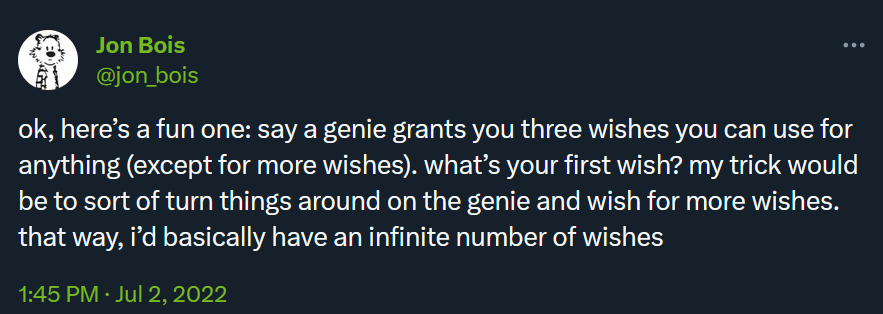 Jon Bois
@jon_bois
ok, here’s a fun one: say a genie grants you three wishes you can use for
anything (except for more wishes). what’s your first wish? my trick would
be to sort of turn things around on the genie and wish for more wishes.
that way, i’d basically have an infinite number of wishes
1:45 PM · Jul 2, 2022